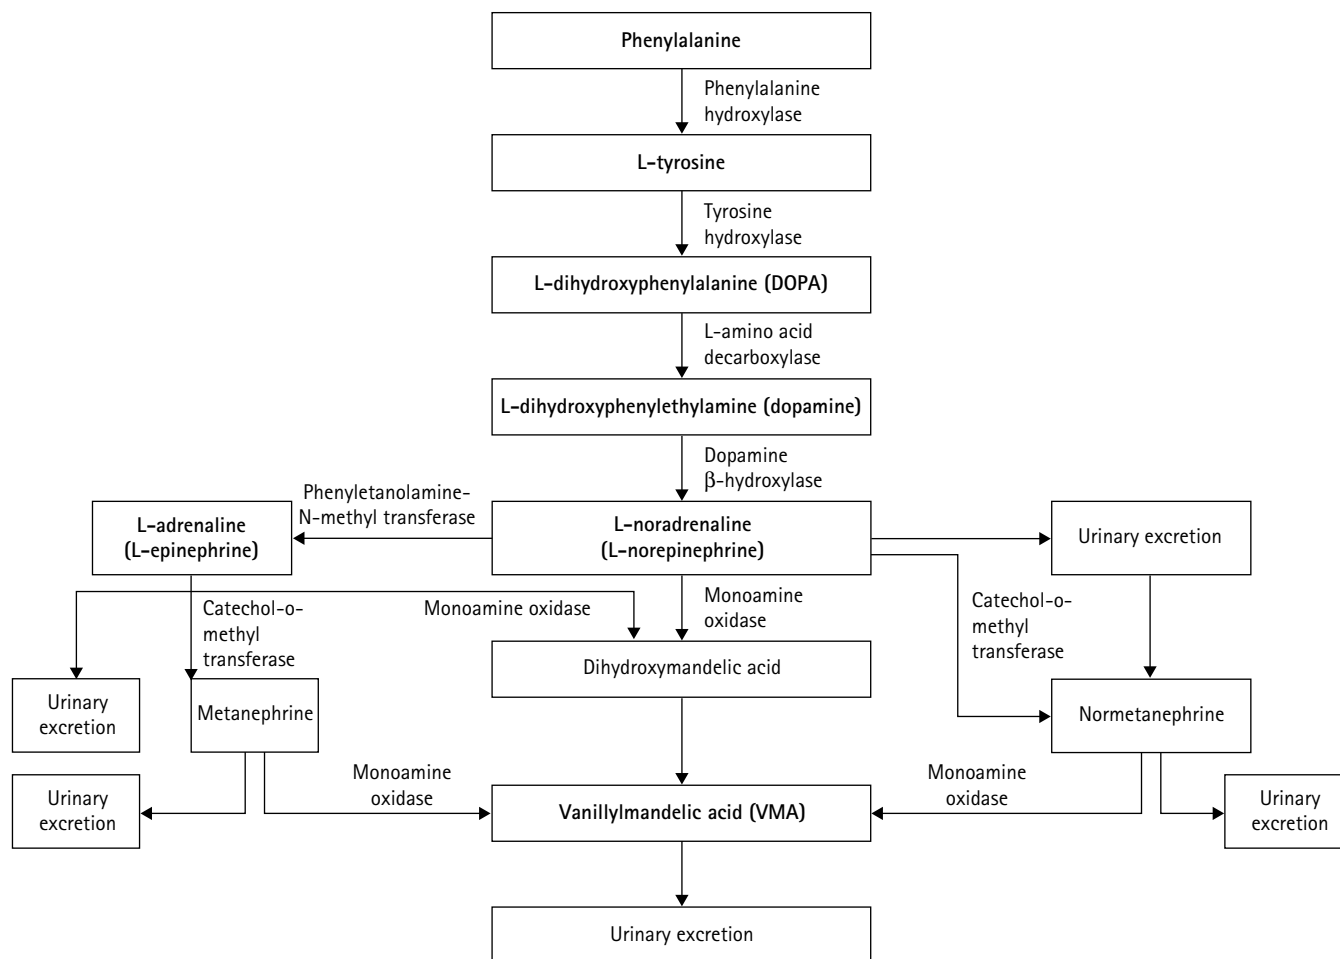 Phenylalanine
Phenylalanine
hydroxylase
L-tyrosine
Tyrosine
hydroxylase
L-dihydroxyphenylalanine (DOPA)
L-amino acid
decarboxylase
L-dihydroxyphenylethylamine (dopamine)
Dopamine
β-hydroxylase
Phenyletanolamine-
N-methyl transferase
L-adrenaline
(L-epinephrine)
L-noradrenaline
(L-norepinephrine)
Urinary excretion
Catechol-o-
methyl
transferase
Monoamine oxidase
Monoamine
oxidase
Catechol-o-
methyl
transferase
Dihydroxymandelic acid
Urinary
excretion
Metanephrine
Normetanephrine
Urinary
excretion
Monoamine
oxidase
Vanillylmandelic acid (VMA)
Monoamine
oxidase
Urinary
excretion
Urinary excretion